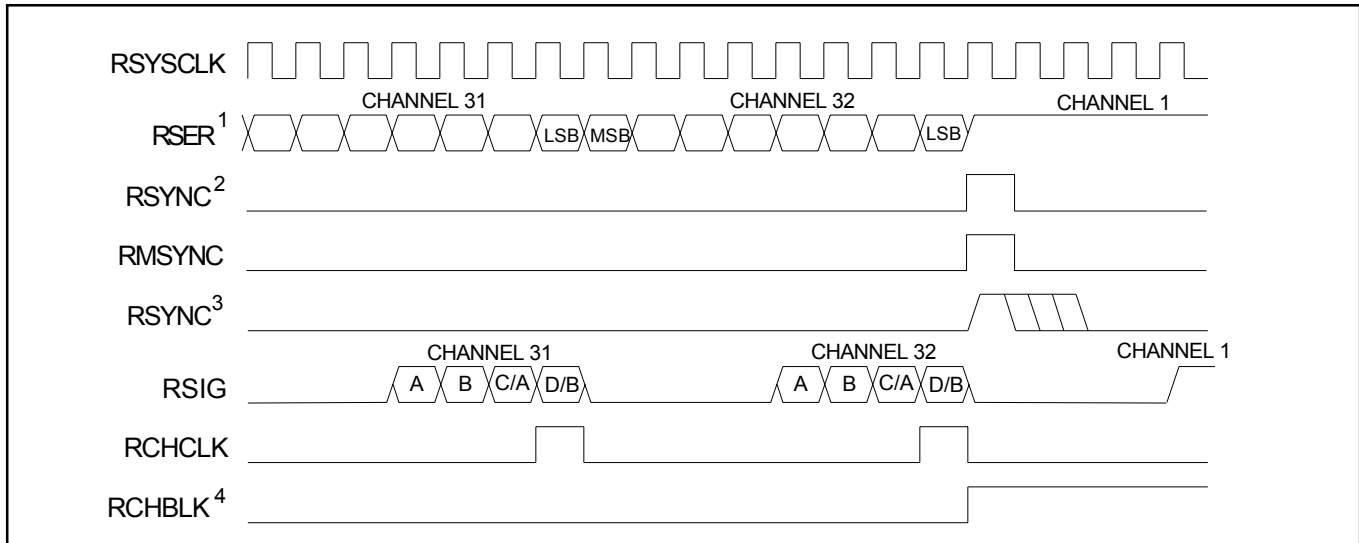 RSYSCLK
CHANNEL 31 CHANNEL 32 CHANNEL 1
RSER1 LSB MSB LSB
RSYNC2
RMSYNC
RSYNC3
CHANNEL 31 CHANNEL 32 CHANNEL 1
RSIG A B C/A D/B A B C/A D/B
RCHCLK
RCHBLK4